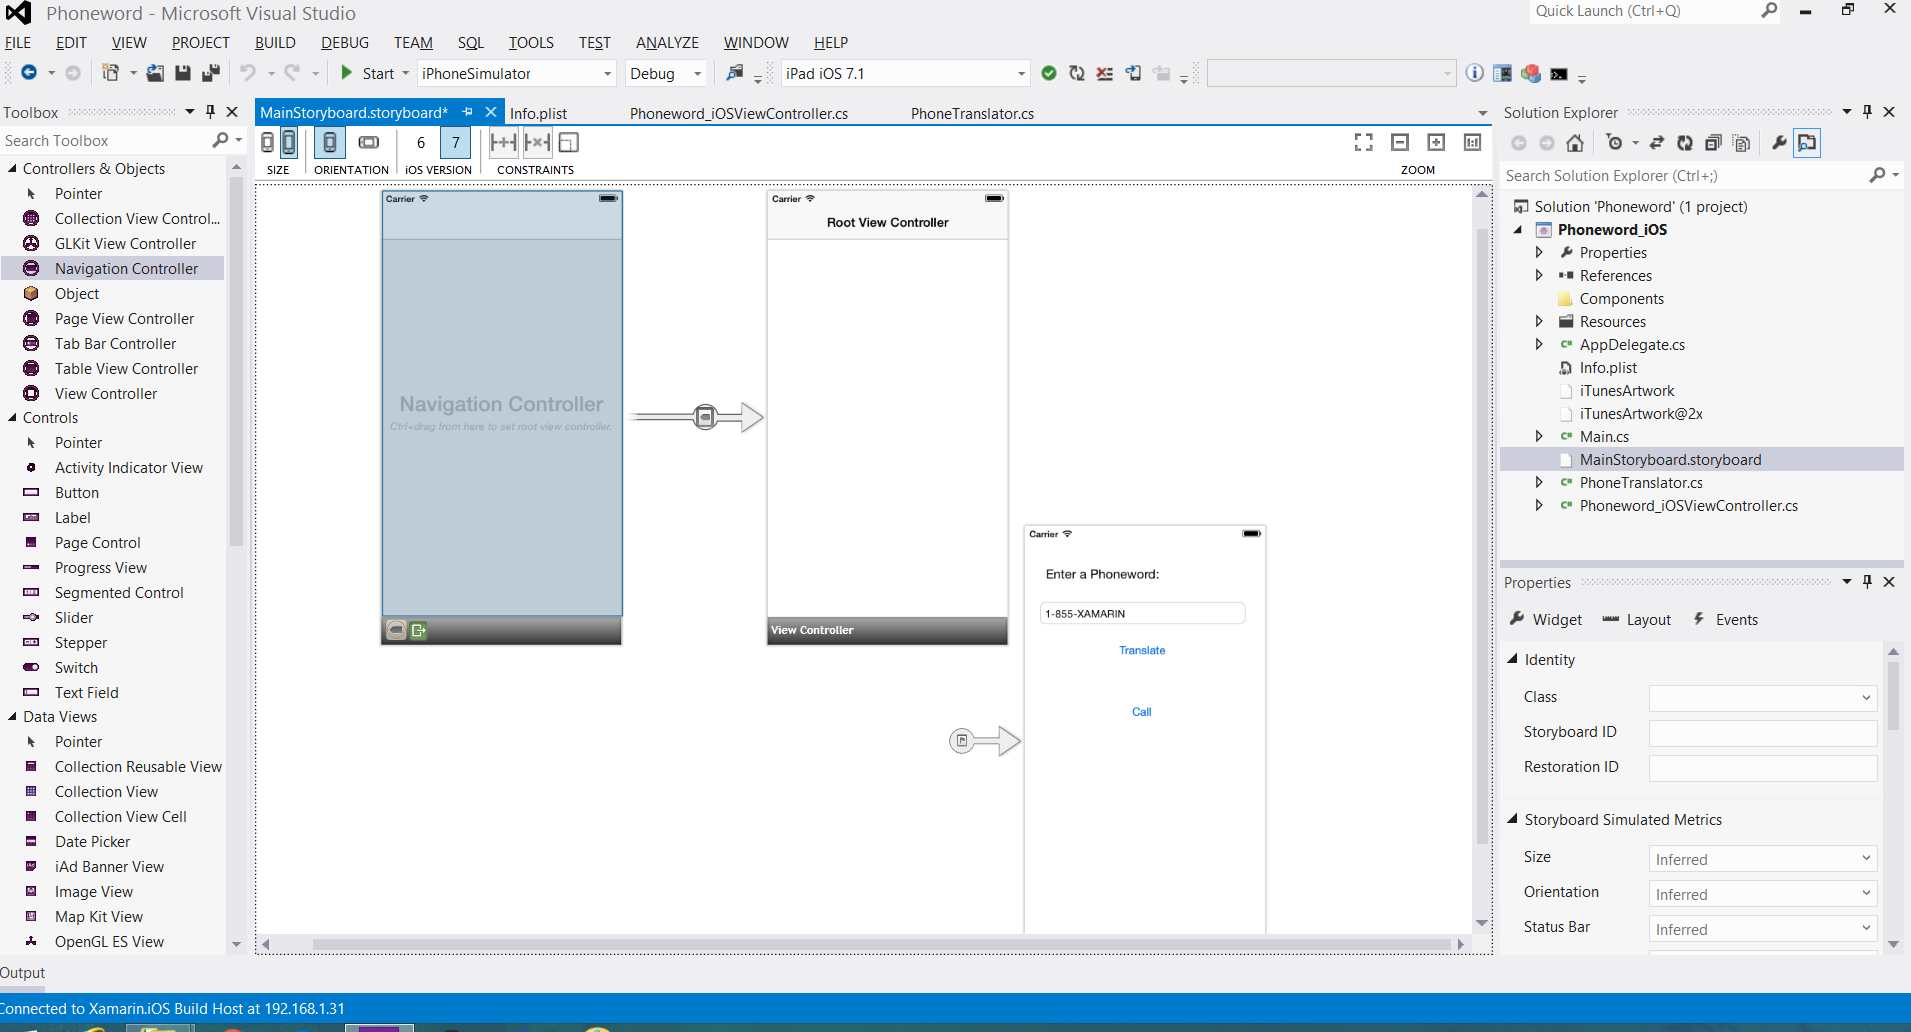 Phoneword - Microsoft Visual Studio
Quick Launch (Ctrl+Q)
FILE EDIT VIEW PROJECT BUILD DEBUG TEAM SQL TOOLS TEST ANALYZE WINDOW HELP
Start iPhoneSimulator Debug iPad iOS 7.1
Toolbox
Search Toolbox
Controllers & Objects
Pointer
Collection View Control...
GLKit View Controller
Navigation Controller
Object
Page View Controller
Tab Bar Controller
Table View Controller
View Controller
Controls
Pointer
Activity Indicator View
Button
Label
Page Control
Progress View
Segmented Control
Slider
Stepper
Switch
Text Field
Data Views
Pointer
Collection Reusable View
Collection View
Collection View Cell
Date Picker
iAd Banner View
Image View
Map Kit View
OpenGL ES View
MainStoryboard.storyboard* Info.plist Phoneword_iOSViewController.cs PhoneTranslator.cs
6 7
SIZE ORIENTATION iOS VERSION CONSTRAINTS ZOOM
Carrier
Navigation Controller
Ctrl+drag from here to set root view controller.
Carrier
Root View Controller
View Controller
Carrier
Enter a Phoneword:
1-855-XAMARIN
Translate
Call
Solution Explorer
Search Solution Explorer (Ctrl+;)
Solution 'Phoneword' (1 project)
Phoneword_iOS
Properties
References
Components
Resources
AppDelegate.cs
Info.plist
iTunesArtwork
iTunesArtwork@2x
Main.cs
MainStoryboard.storyboard
PhoneTranslator.cs
Phoneword_iOSViewController.cs
Properties
Widget Layout Events
Identity
Class
Storyboard ID
Restoration ID
Storyboard Simulated Metrics
Size Inferred
Orientation Inferred
Status Bar Inferred
Output
Connected to Xamarin.iOS Build Host at 192.168.1.31